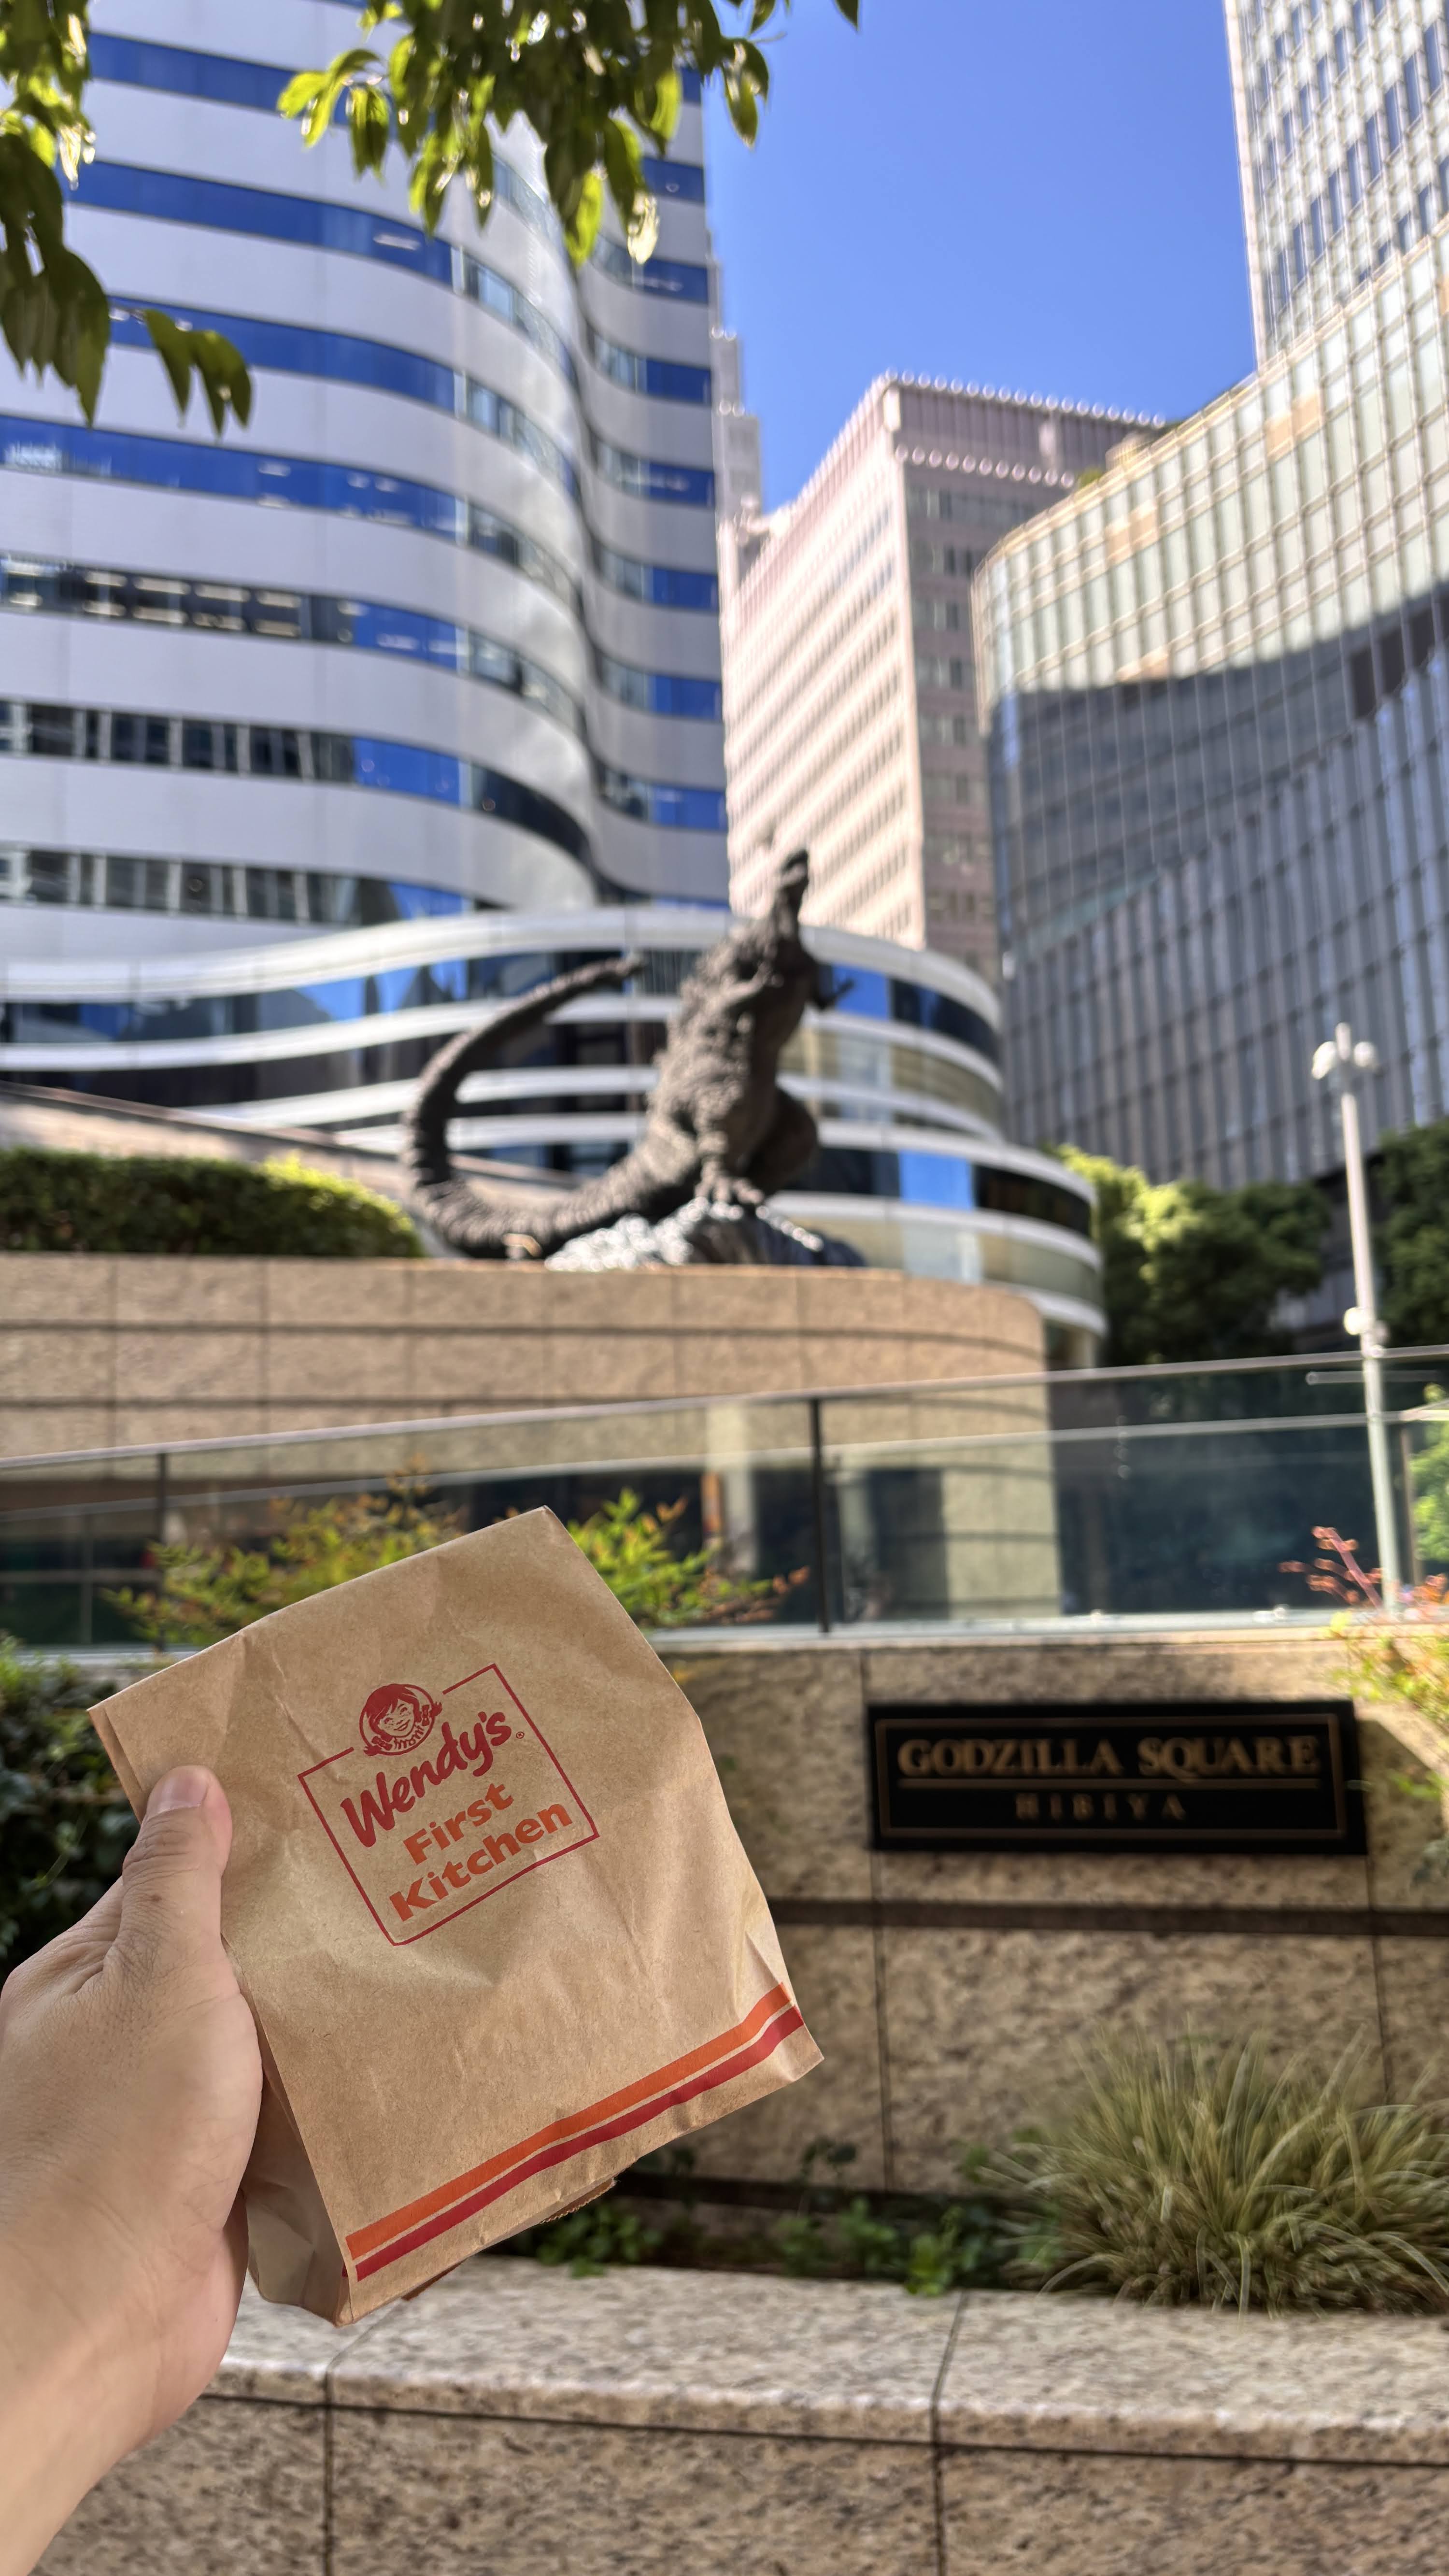 Wendy's®
First
Kitchen
GODZILLA SQUARE
HIBIYA